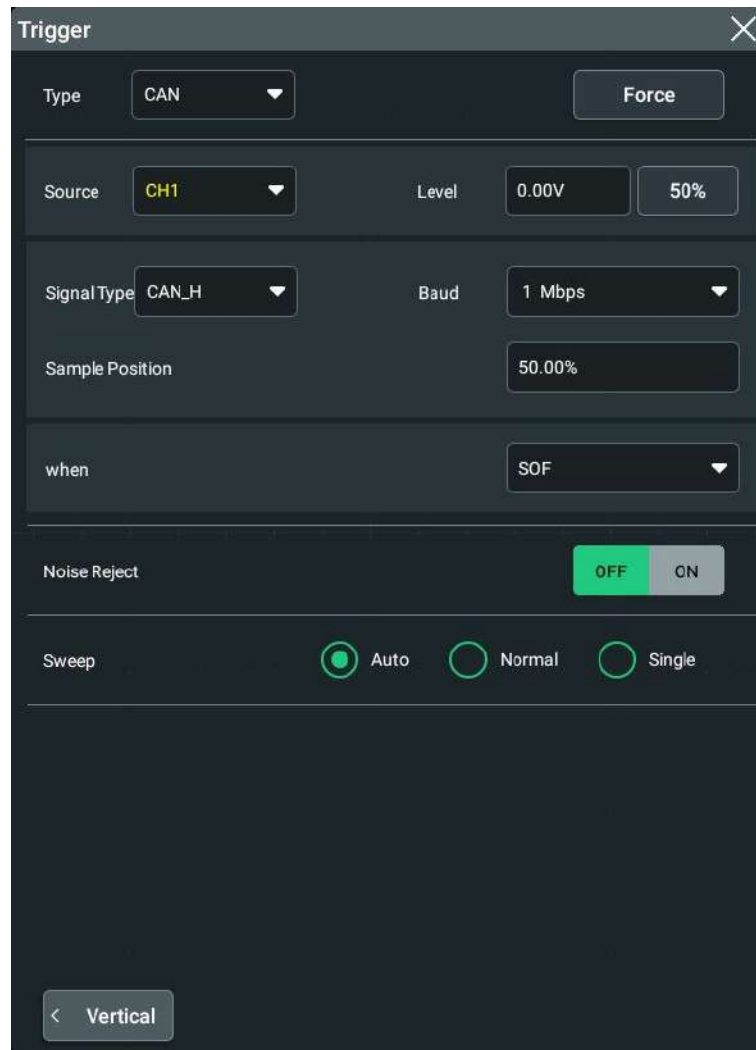 Trigger
Type CAN Force
Source CH1 Level 0.00V 50%
Signal Type CAN_H Baud 1 Mbps
Sample Position 50.00%
when SOF
Noise Reject OFF ON
Sweep Auto Normal Single
< Vertical